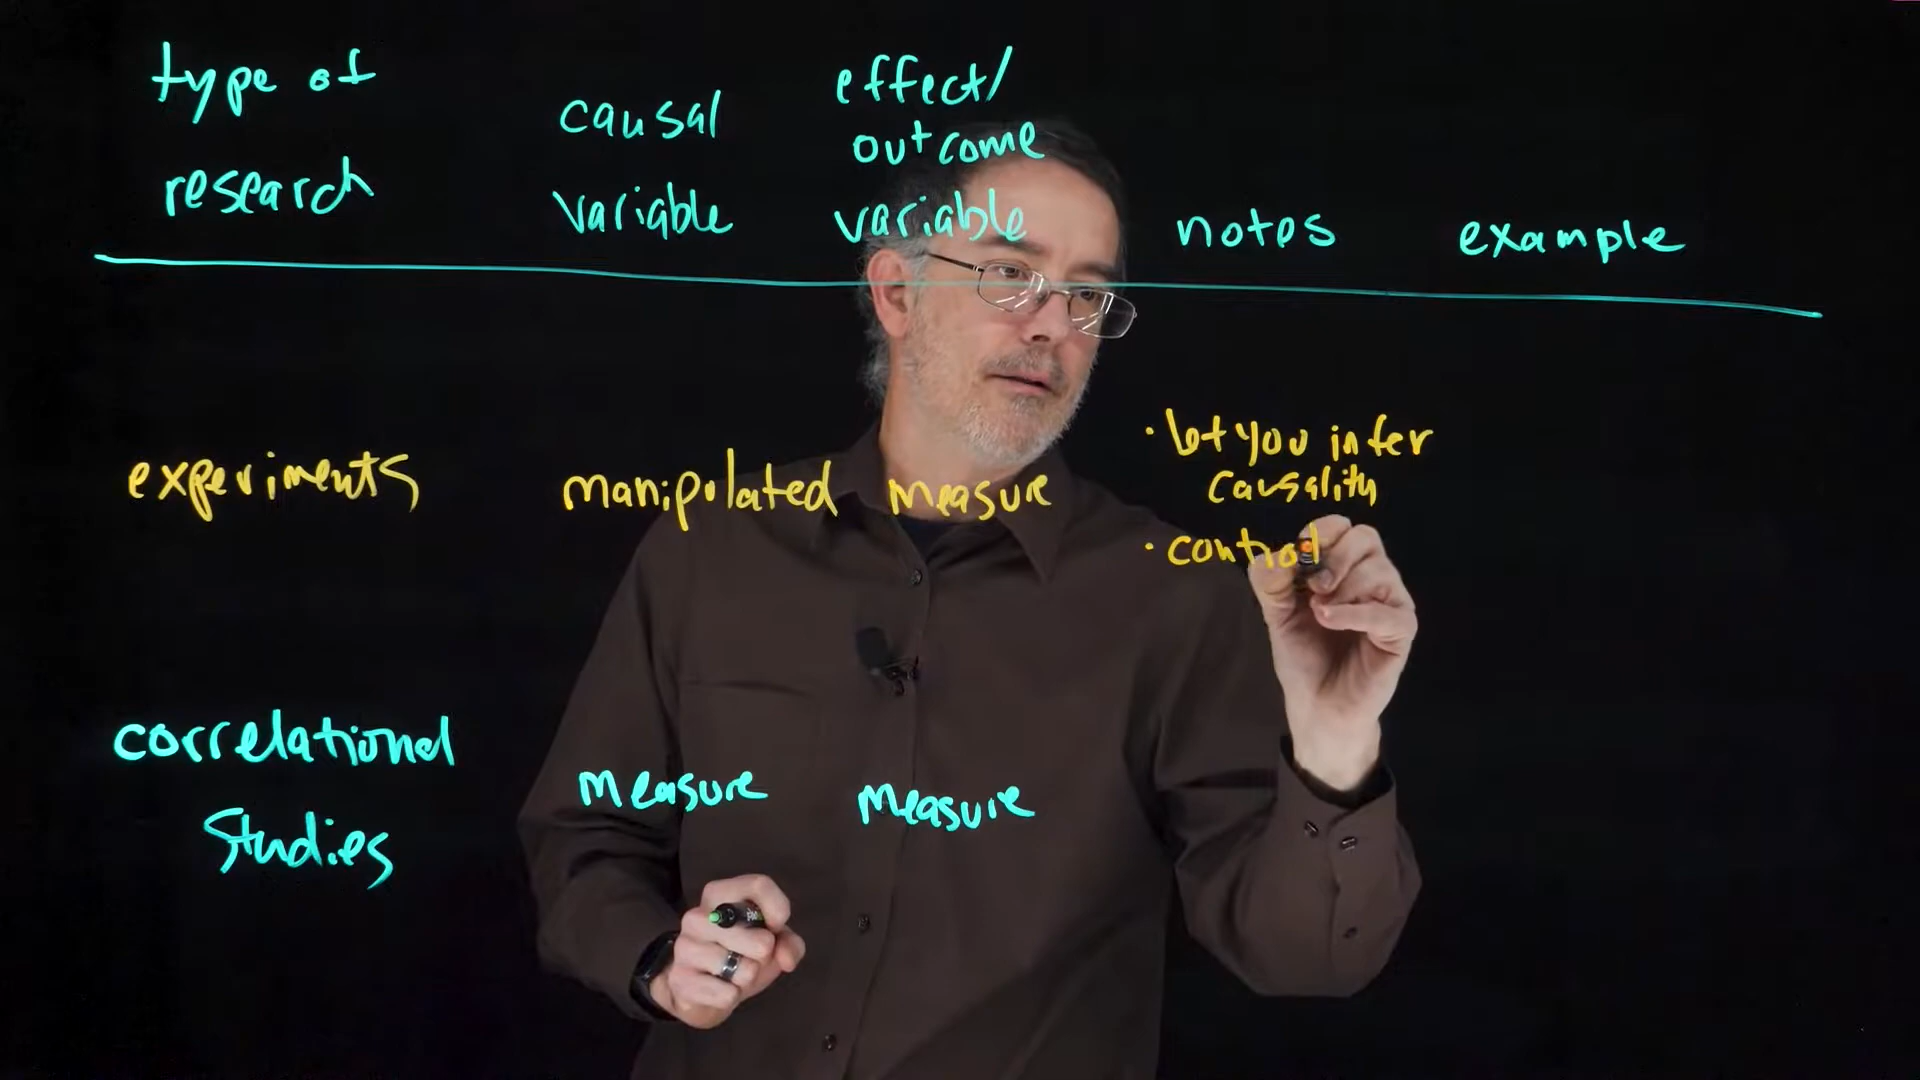 type of
research
causal
variable
effect/
outcome
variable
notes
example
experiments
manipulated
measure
• let you infer
causality
• control
correlational
studies
measure
measure